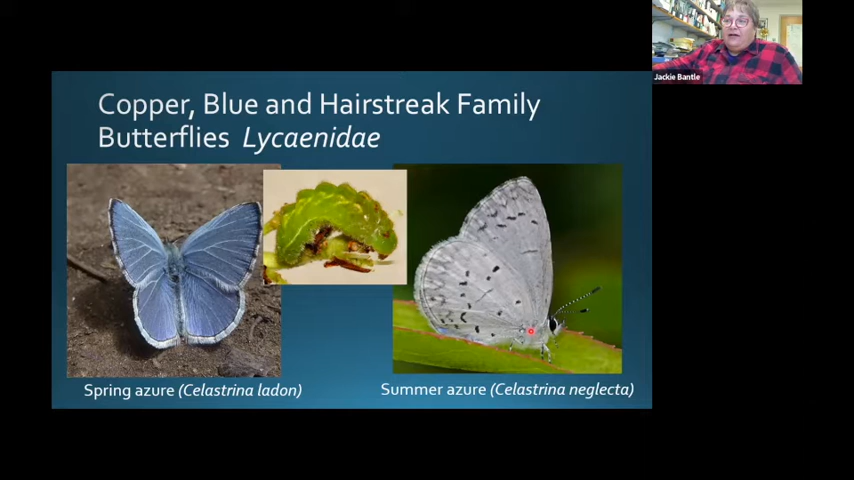 Jackie Bantle
Copper, Blue and Hairstreak Family
Butterflies Lycaenidae
Spring azure (Celastrina ladon)
Summer azure (Celastrina neglecta)